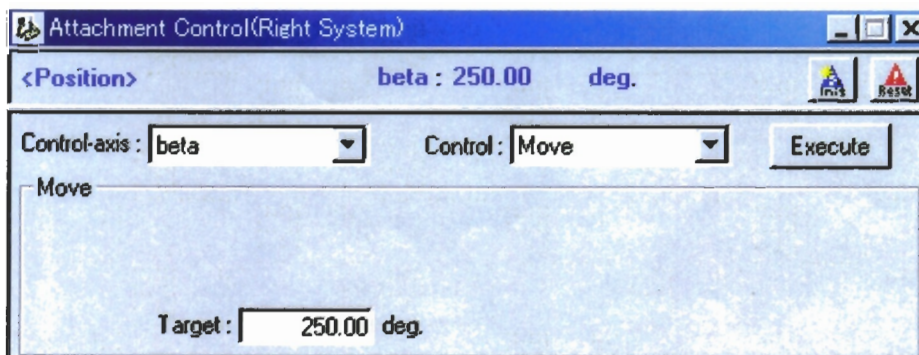 Attachment Control(Right System)
<Position> beta : 250.00 deg.
Init Reset
Control-axis : beta Control : Move Execute
Move
Target : 250.00 deg.